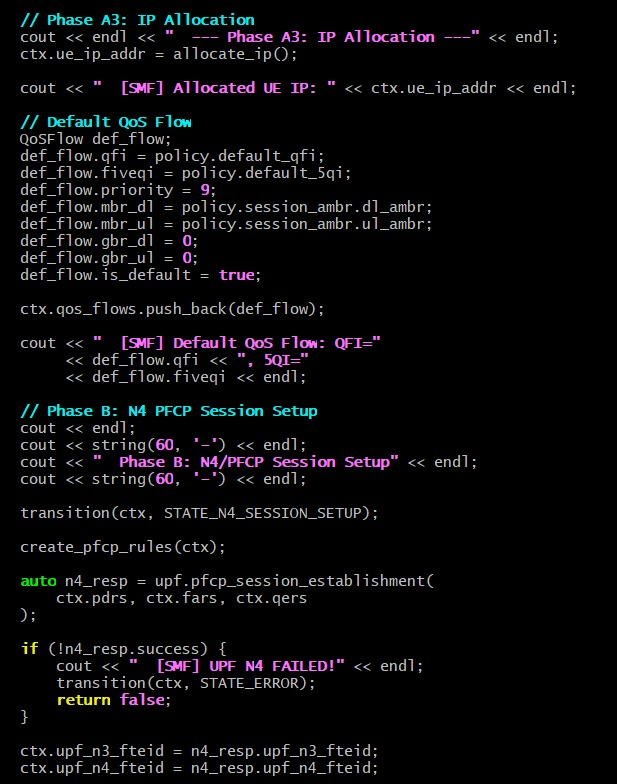 // Phase A3: IP Allocation
cout << endl << "  --- Phase A3: IP Allocation ---" << endl;
ctx.ue_ip_addr = allocate_ip();
cout << "  [SMF] Allocated UE IP: " << ctx.ue_ip_addr << endl;
// Default QoS Flow
QoSFlow def_flow;
def_flow.qfi = policy.default_qfi;
def_flow.fiveqi = policy.default_5qi;
def_flow.priority = 9;
def_flow.mbr_dl = policy.session_ambr.dl_ambr;
def_flow.mbr_ul = policy.session_ambr.ul_ambr;
def_flow.gbr_dl = 0;
def_flow.gbr_ul = 0;
def_flow.is_default = true;
ctx.qos_flows.push_back(def_flow);
cout << "  [SMF] Default QoS Flow: QFI="
     << def_flow.qfi << ", 5QI="
     << def_flow.fiveqi << endl;
// Phase B: N4 PFCP Session Setup
cout << endl;
cout << string(60, '-') << endl;
cout << "  Phase B: N4/PFCP Session Setup" << endl;
cout << string(60, '-') << endl;
transition(ctx, STATE_N4_SESSION_SETUP);
create_pfcp_rules(ctx);
auto n4_resp = upf.pfcp_session_establishment(
    ctx.pdrs, ctx.fars, ctx.qers
);
if (!n4_resp.success) {
    cout << "  [SMF] UPF N4 FAILED!" << endl;
    transition(ctx, STATE_ERROR);
    return false;
}
ctx.upf_n3_fteid = n4_resp.upf_n3_fteid;
ctx.upf_n4_fteid = n4_resp.upf_n4_fteid;